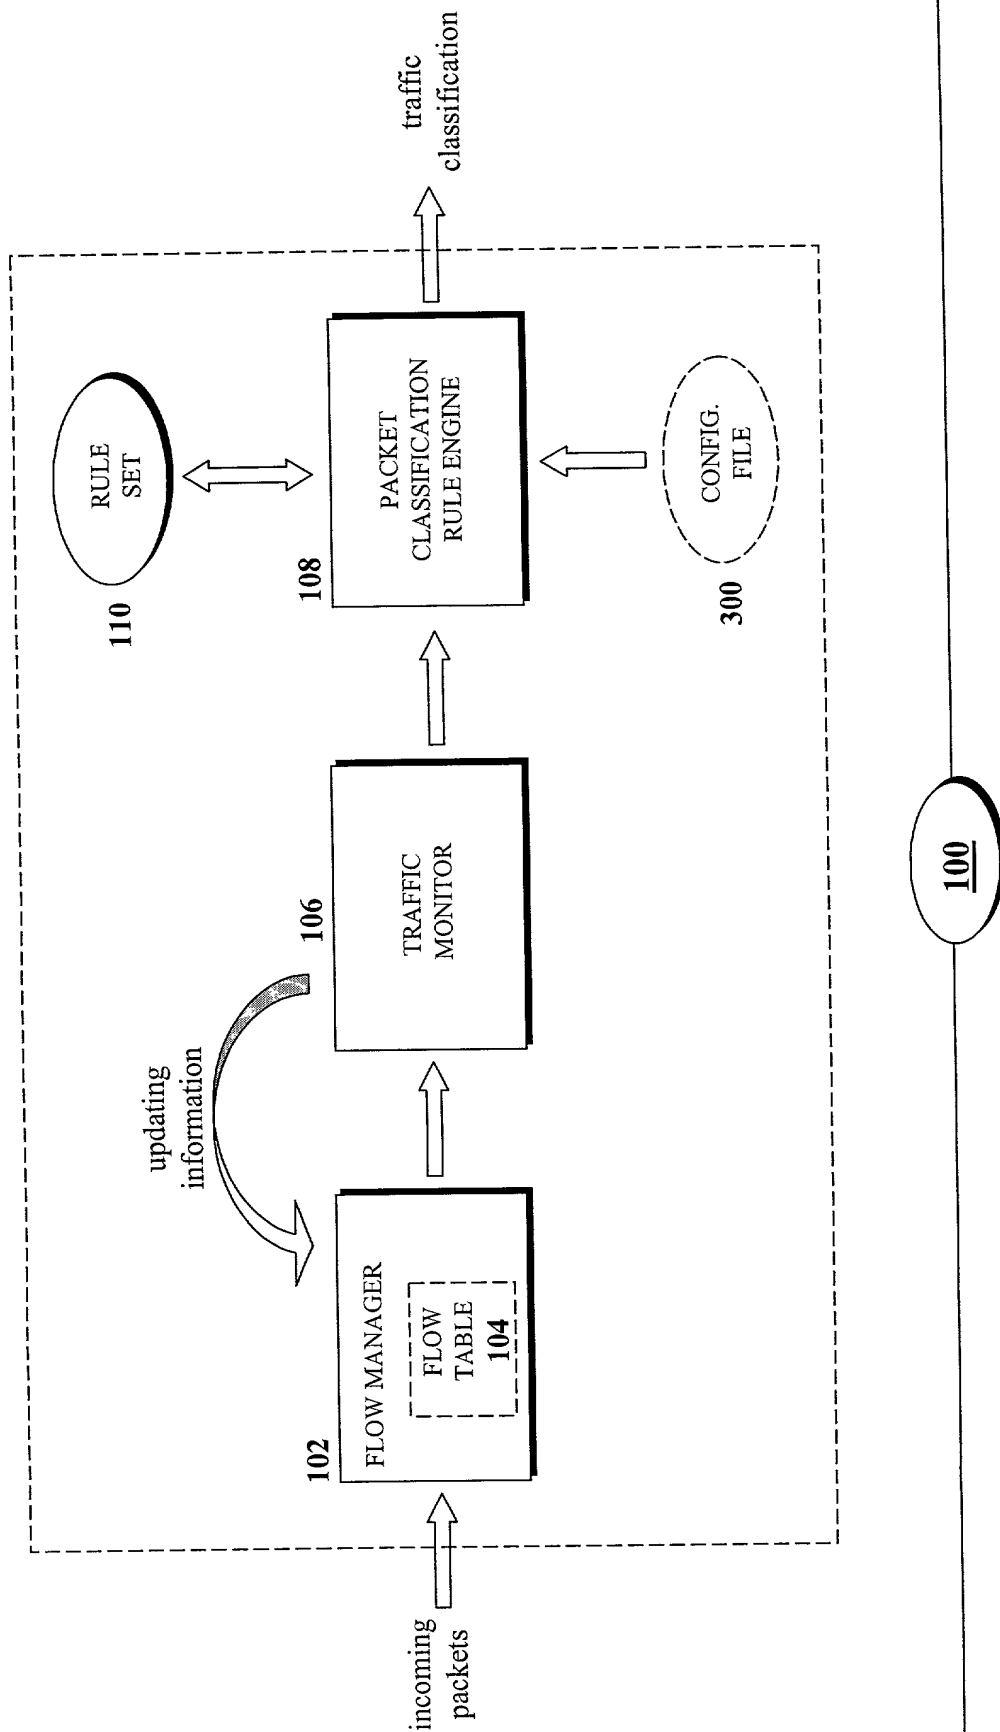 incoming
packets
102
FLOW MANAGER
FLOW
TABLE
104
updating
information
106
TRAFFIC
MONITOR
108
PACKET
CLASSIFICATION
RULE ENGINE
110
RULE
SET
300
CONFIG.
FILE
traffic
classification
100